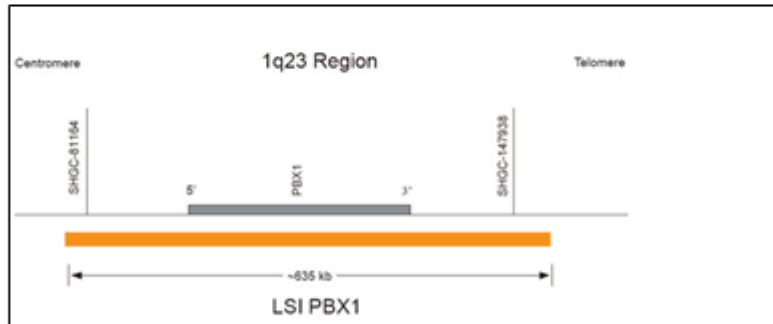 1q23 Region
Centromere
Telomere
SHGC-81164
SHGC-147938
5'
PBX1
3'
~635 kb
LSI PBX1